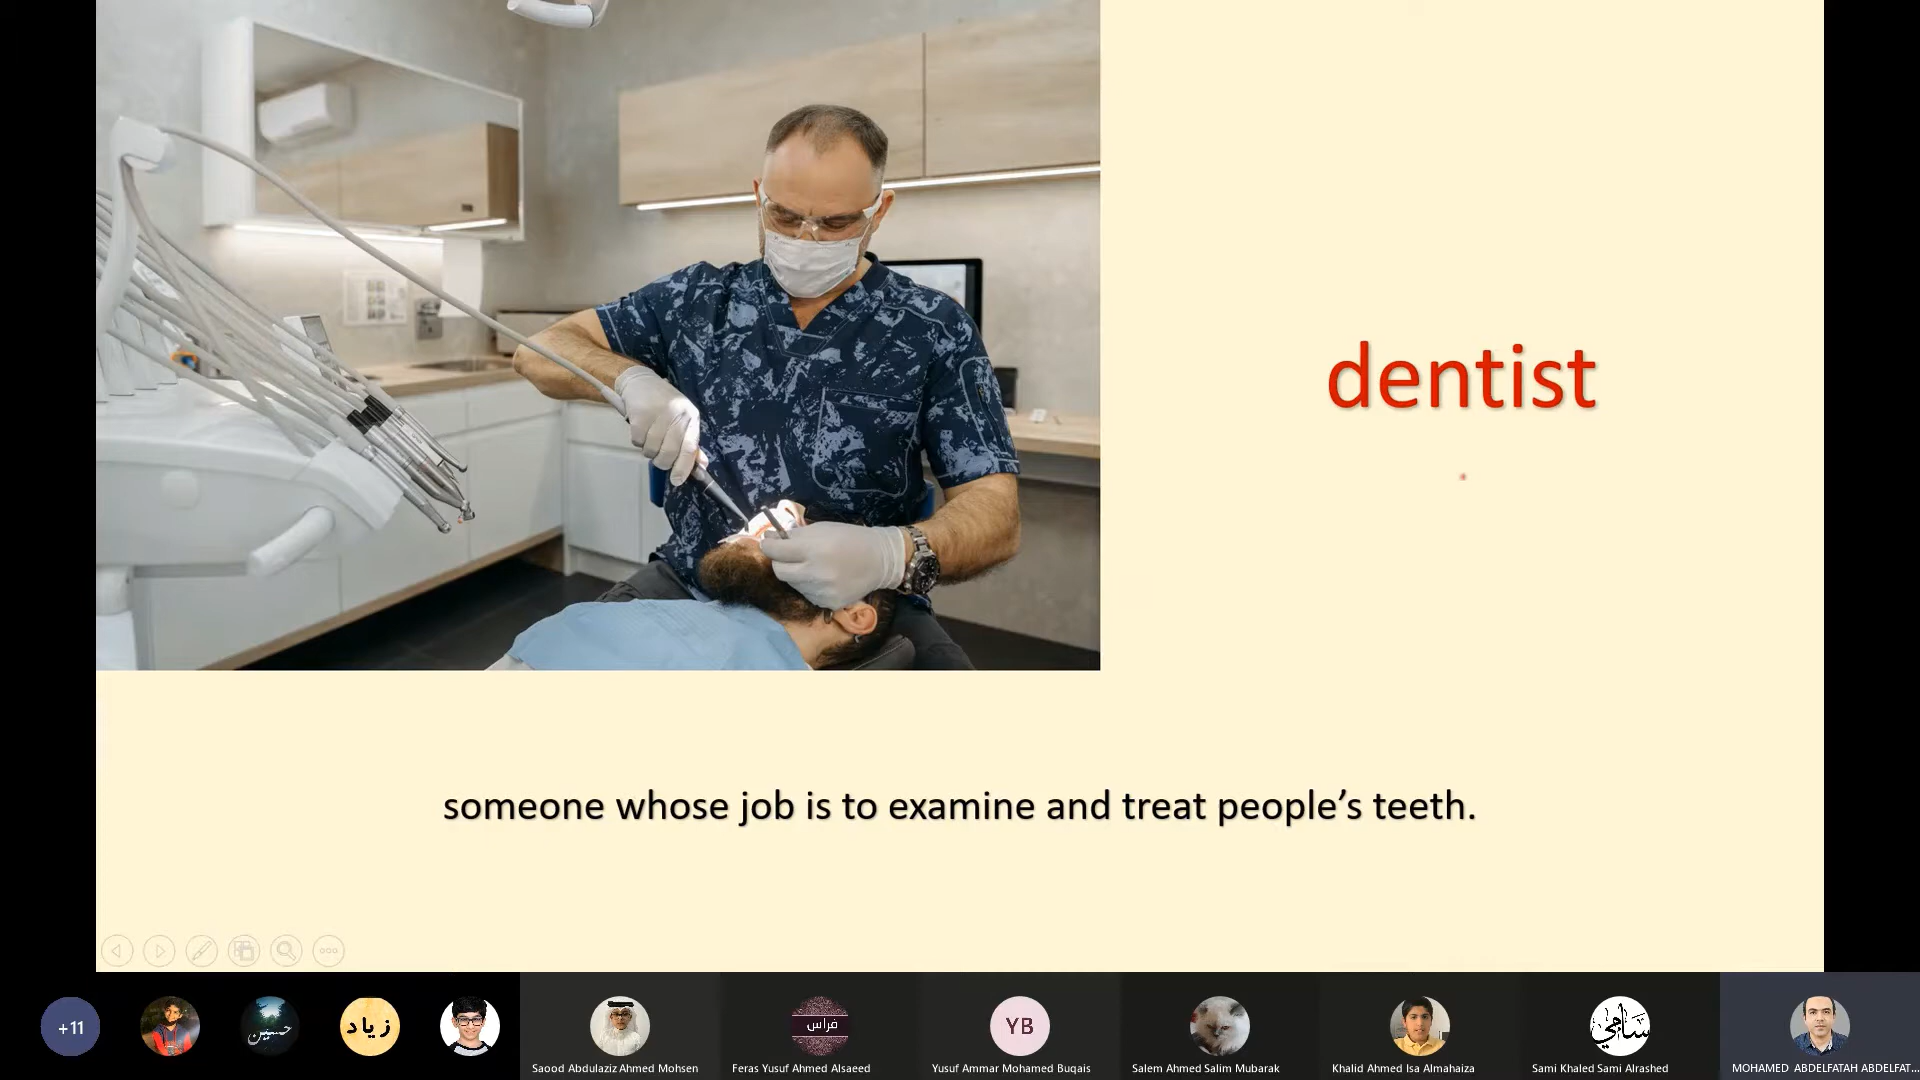 dentist
someone whose job is to examine and treat people’s teeth.
+11
حسين
زياد
فراس
YB
سامي
Saood Abdulaziz Ahmed Mohsen
Feras Yusuf Ahmed Alsaeed
Yusuf Ammar Mohamed Buqais
Salem Ahmed Salim Mubarak
Khalid Ahmed Isa Almahaiza
Sami Khaled Sami Alrashed
MOHAMED ABDELFATAH ABDELFAT...